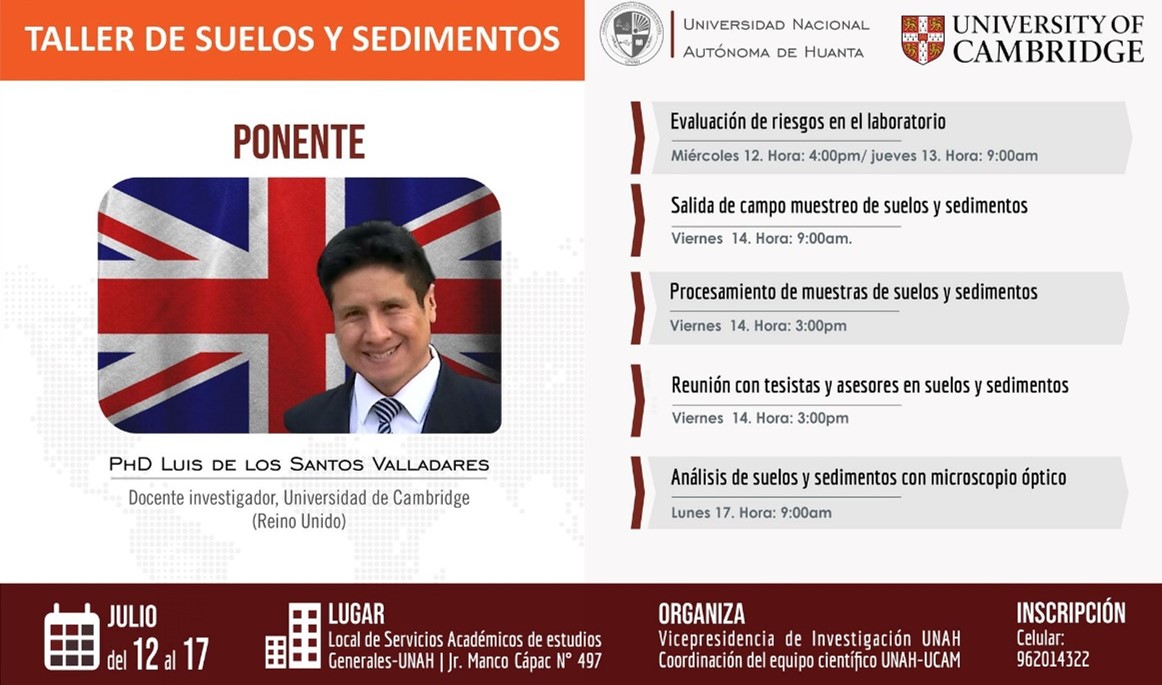 TALLER DE SUELOS Y SEDIMENTOS
PONENTE
PHD LUIS DE LOS SANTOS VALLADARES
Docente investigador, Universidad de Cambridge
(Reino Unido)
UNIVERSIDAD NACIONAL
AUTÓNOMA DE HUANTA
UNIVERSITY OF
CAMBRIDGE
Evaluación de riesgos en el laboratorio
Miércoles 12. Hora: 4:00pm/ jueves 13. Hora: 9:00am
Salida de campo muestreo de suelos y sedimentos
Viernes 14. Hora: 9:00am.
Procesamiento de muestras de suelos y sedimentos
Viernes 14. Hora: 3:00pm
Reunión con tesistas y asesores en suelos y sedimentos
Viernes 14. Hora: 3:00pm
Análisis de suelos y sedimentos con microscopio óptico
Lunes 17. Hora: 9:00am
JULIO
del 12 al 17
LUGAR
Local de Servicios Académicos de estudios
Generales-UNAH | Jr. Manco Cápac N° 497
ORGANIZA
Vicepresidencia de Investigación UNAH
Coordinación del equipo científico UNAH-UCAM
INSCRIPCIÓN
Celular:
962014322